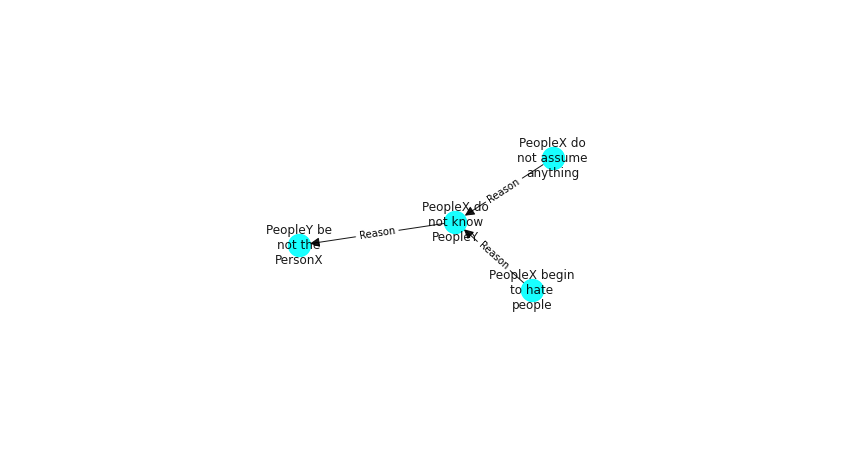 PeopleX do
not assume
anything
Reason
PeopleX do
not know
PeopleY
Reason
PeopleY be
not the
PersonX
Reason
PeopleX begin
to hate
people